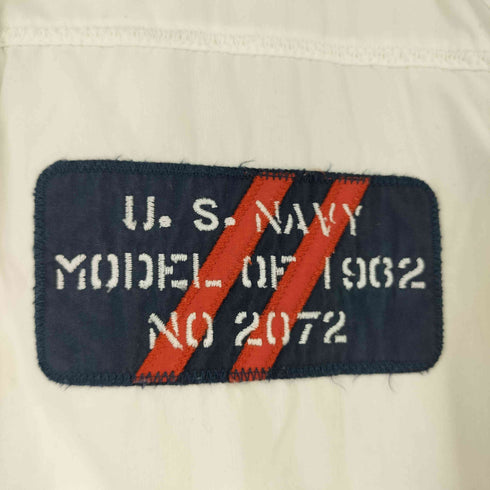 U. S. NAVY
MODEL OF 1962
NO 2072